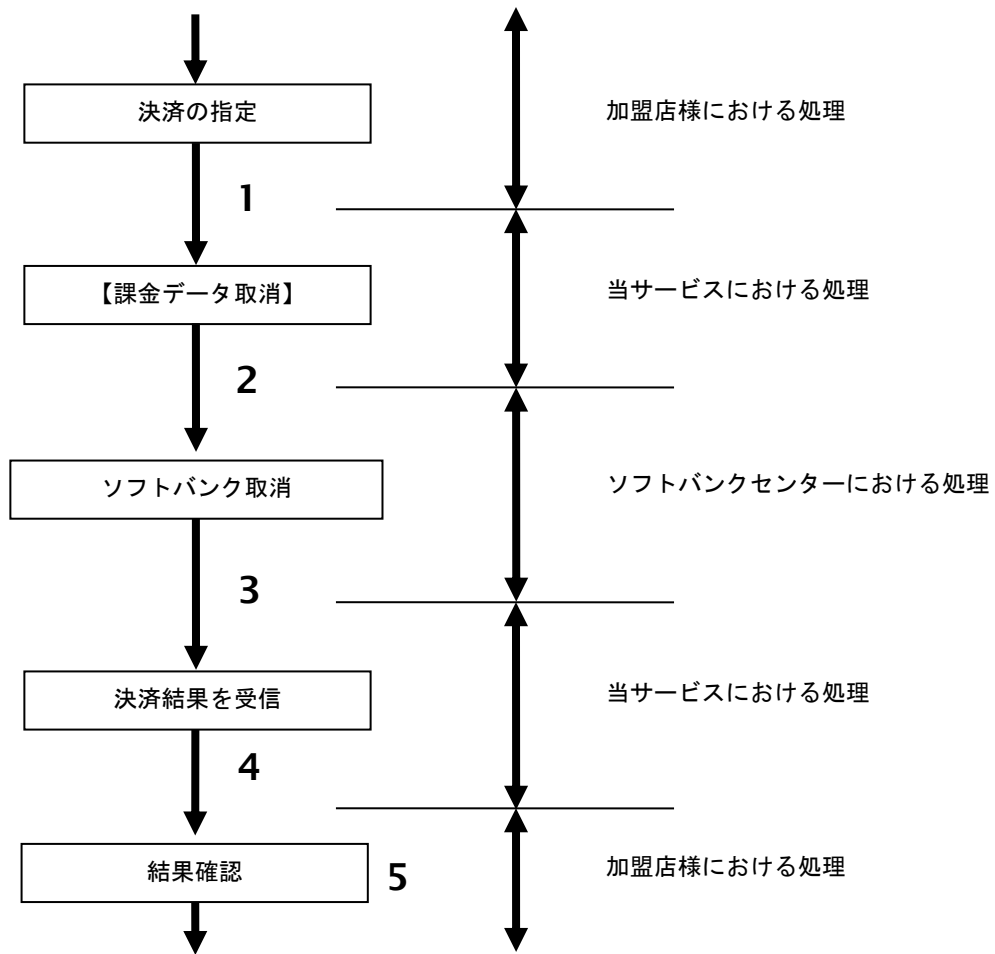 決済の指定
加盟店様における処理
1
【課金データ取消】
当サービスにおける処理
2
ソフトバンク取消
ソフトバンクセンターにおける処理
3
決済結果を受信
当サービスにおける処理
4
結果確認
5
加盟店様における処理